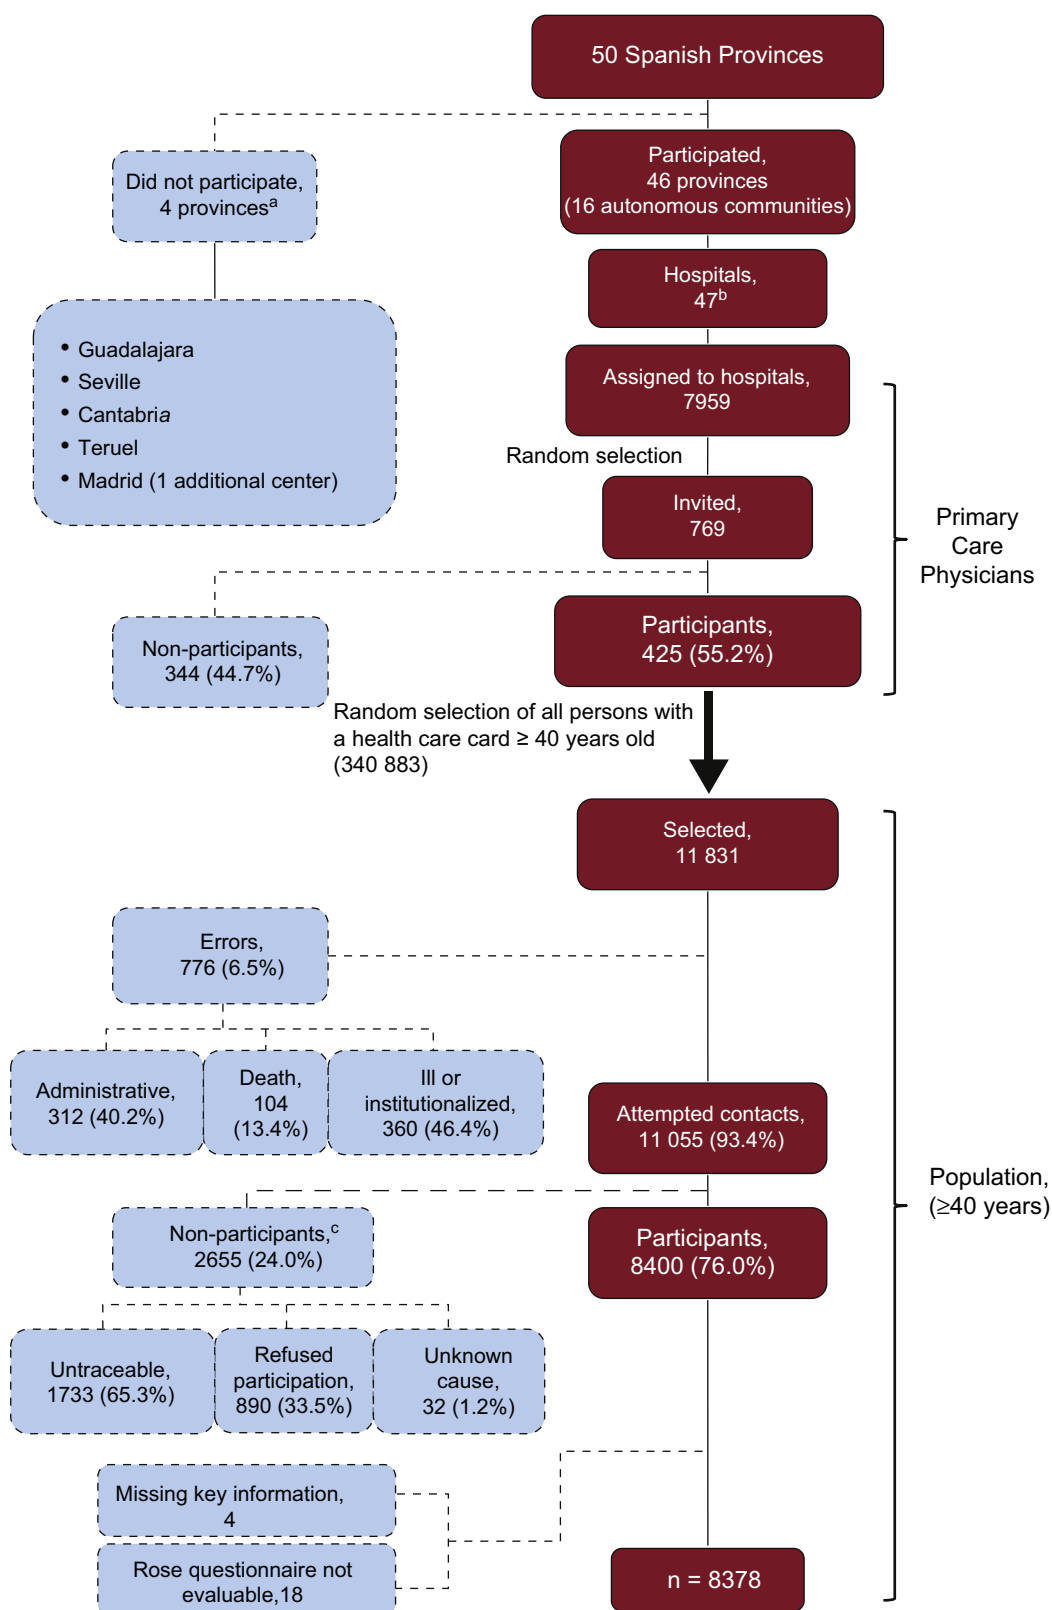 50 Spanish Provinces
Participated,
46 provinces
(16 autonomous communities)
Did not participate,
4 provincesᵃ
Hospitals,
47ᵇ
• Guadalajara
• Seville
• Cantabria
• Teruel
• Madrid (1 additional center)
Assigned to hospitals,
7959
Random selection
Invited,
769
Primary
Care
Physicians
Participants,
425 (55.2%)
Non-participants,
344 (44.7%)
Random selection of all persons with
a health care card ≥ 40 years old
(340 883)
Selected,
11 831
Errors,
776 (6.5%)
Administrative,
312 (40.2%)
Death,
104
(13.4%)
Ill or
institutionalized,
360 (46.4%)
Attempted contacts,
11 055 (93.4%)
Population,
(≥40 years)
Non-participants,ᶜ
2655 (24.0%)
Participants,
8400 (76.0%)
Untraceable,
1733 (65.3%)
Refused
participation,
890 (33.5%)
Unknown
cause,
32 (1.2%)
Missing key information,
4
Rose questionnaire not
evaluable,18
n = 8378